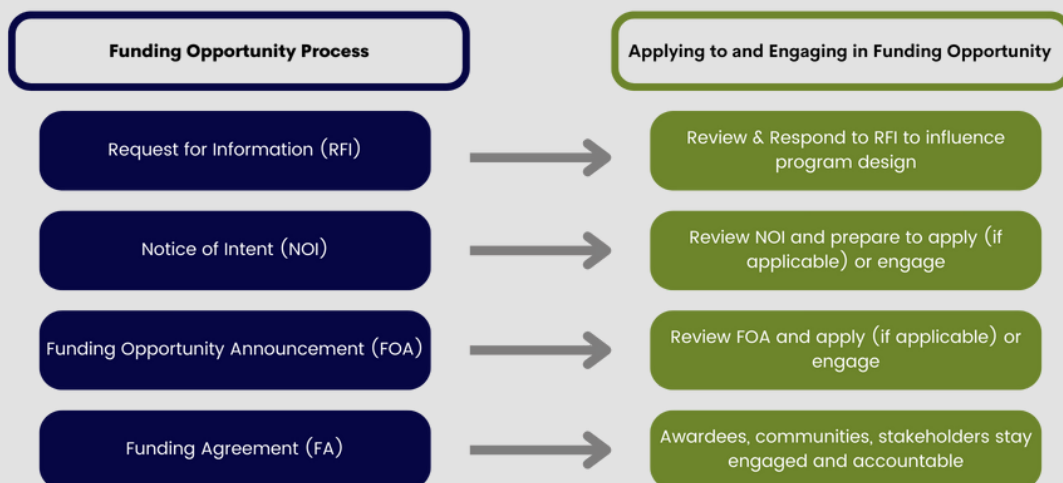 Funding Opportunity Process
Applying to and Engaging in Funding Opportunity
Request for Information (RFI)
Review & Respond to RFI to influence
program design
Notice of Intent (NOI)
Review NOI and prepare to apply (if
applicable) or engage
Funding Opportunity Announcement (FOA)
Review FOA and apply (if applicable) or
engage
Funding Agreement (FA)
Awardees, communities, stakeholders stay
engaged and accountable